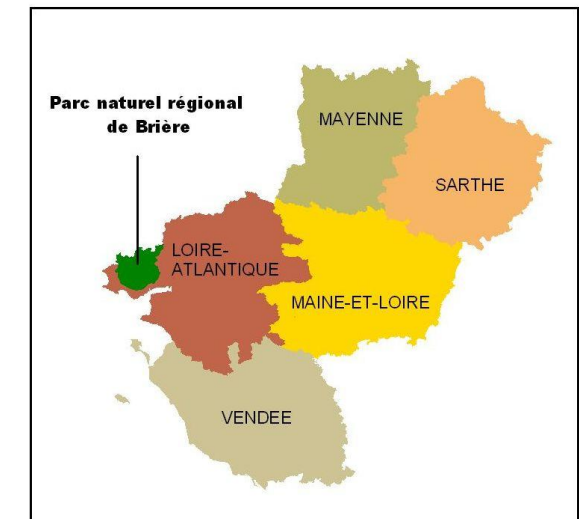 Parc naturel régional
de Brière
MAYENNE
SARTHE
LOIRE-
ATLANTIQUE
MAINE-ET-LOIRE
VENDEE